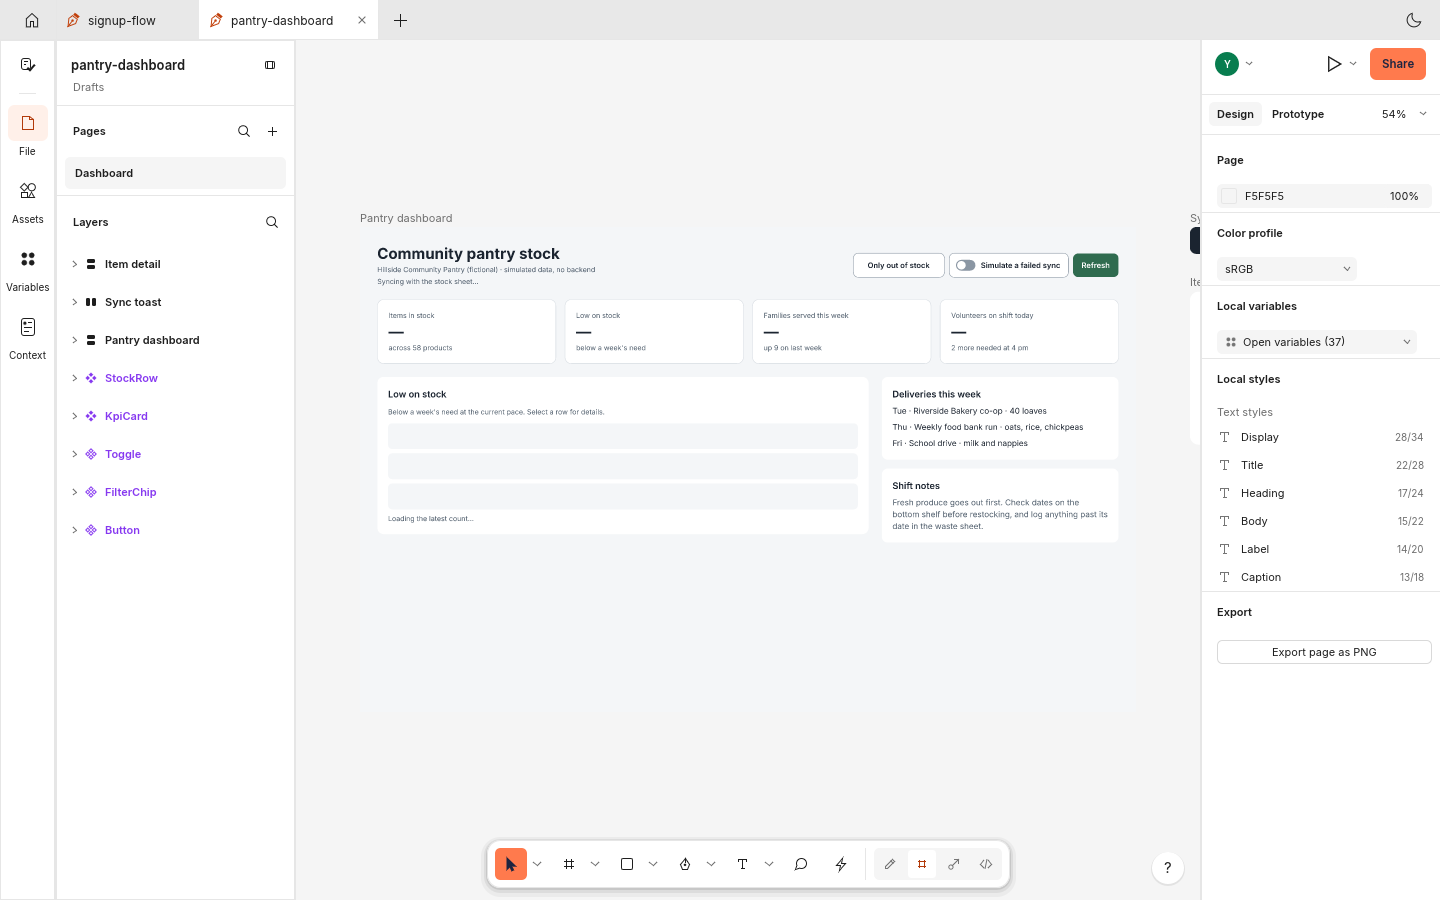 signup-flow
pantry-dashboard
pantry-dashboard
Drafts
Pages
Dashboard
Layers
Item detail
Sync toast
Pantry dashboard
StockRow
KpiCard
Toggle
FilterChip
Button
File
Assets
Variables
Context
Pantry dashboard
Community pantry stock
Hillside Community Pantry (fictional) · simulated data, no backend
Syncing with the stock sheet...
Only out of stock
Simulate a failed sync
Refresh
Items in stock
—
across 58 products
Low on stock
—
below a week's need
Families served this week
—
up 9 on last week
Volunteers on shift today
—
2 more needed at 4 pm
Low on stock
Below a week's need at the current pace. Select a row for details.
Loading the latest count...
Deliveries this week
Tue · Riverside Bakery co-op · 40 loaves
Thu · Weekly food bank run · oats, rice, chickpeas
Fri · School drive · milk and nappies
Shift notes
Fresh produce goes out first. Check dates on the
bottom shelf before restocking, and log anything past its
date in the waste sheet.
Sy
Ite
Y
Share
Design
Prototype
54%
Page
F5F5F5
100%
Color profile
sRGB
Local variables
Open variables (37)
Local styles
Text styles
Display
28/34
Title
22/28
Heading
17/24
Body
15/22
Label
14/20
Caption
13/18
Export
Export page as PNG
?